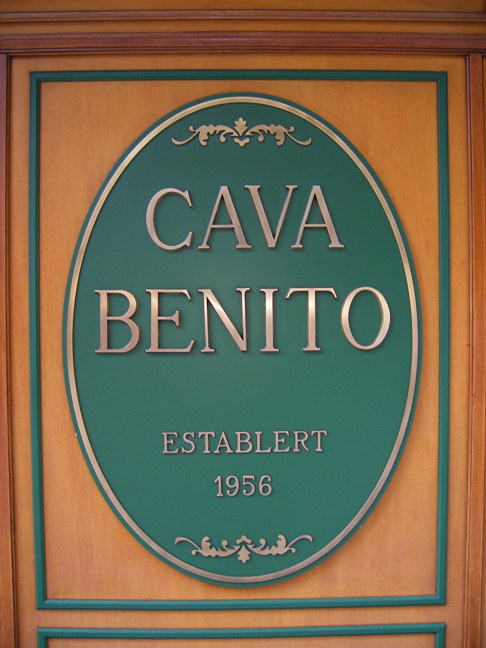 CAVA
BENITO
ESTABLERT
1956